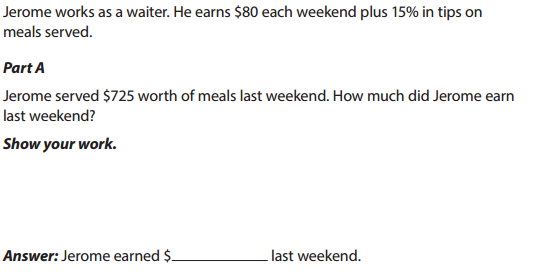 Jerome works as a waiter. He earns $80 each weekend plus 15% in tips on
meals served.
Part A
Jerome served $725 worth of meals last weekend. How much did Jerome earn
last weekend?
Show your work.
Answer: Jerome earned $____________ last weekend.